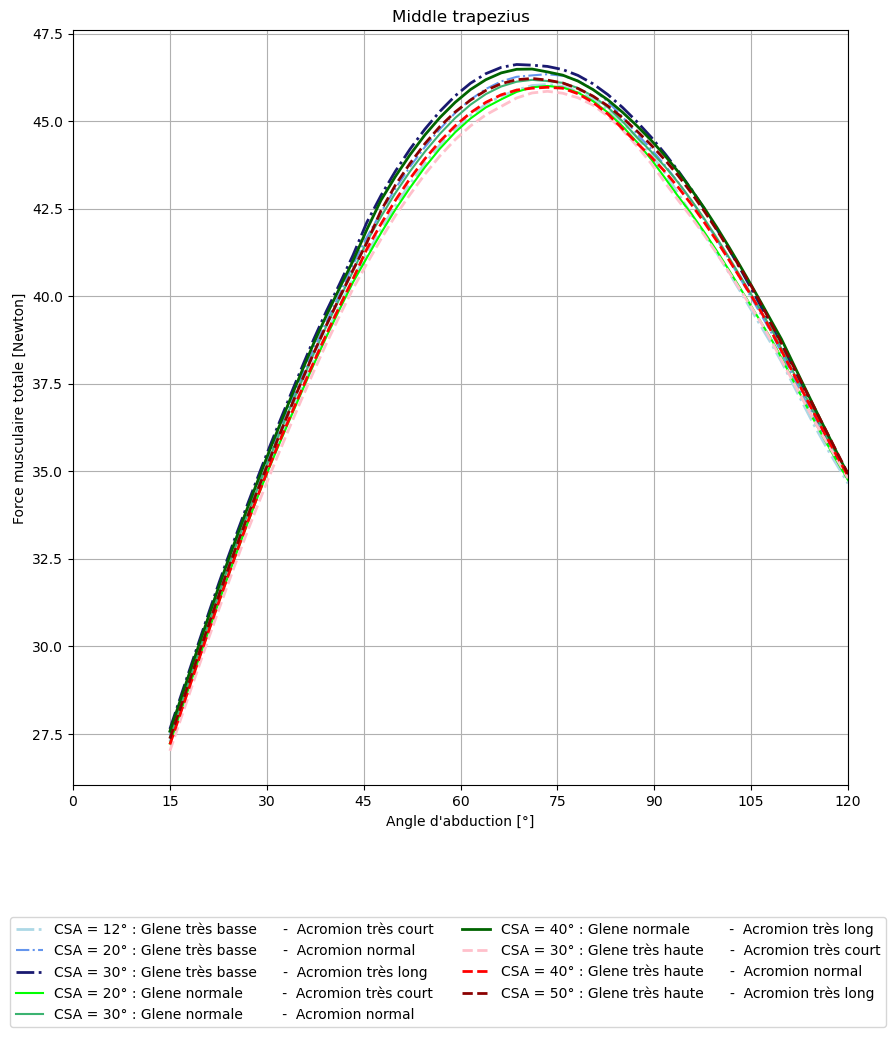 Middle trapezius
47.5
45.0
42.5
40.0
37.5
35.0
32.5
30.0
27.5
Force musculaire totale [Newton]
0 15 30 45 60 75 90 105 120
Angle d'abduction [°]
CSA = 12° : Glene très basse - Acromion très court
CSA = 20° : Glene très basse - Acromion normal
CSA = 30° : Glene très basse - Acromion très long
CSA = 20° : Glene normale - Acromion très court
CSA = 30° : Glene normale - Acromion normal
CSA = 40° : Glene normale - Acromion très long
CSA = 30° : Glene très haute - Acromion très court
CSA = 40° : Glene très haute - Acromion normal
CSA = 50° : Glene très haute - Acromion très long